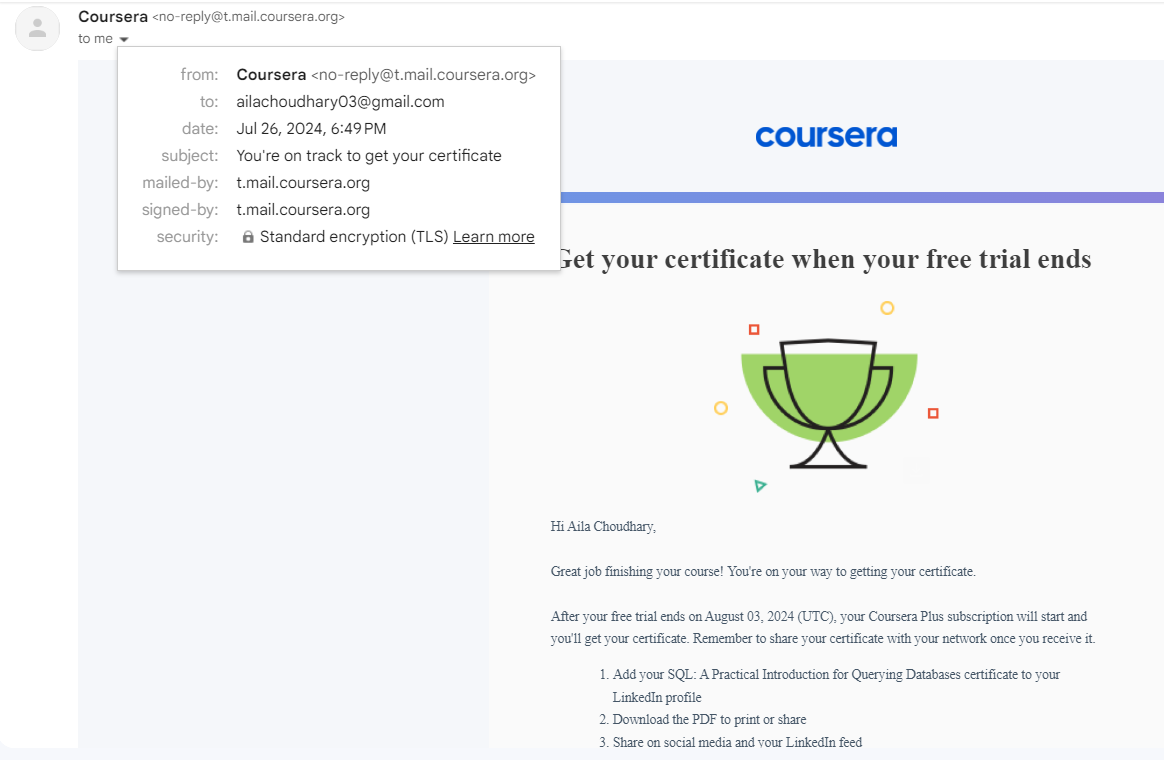 Coursera <no-reply@t.mail.coursera.org>
to me
from: Coursera <no-reply@t.mail.coursera.org>
to: ailachoudhary03@gmail.com
date: Jul 26, 2024, 6:49 PM
subject: You're on track to get your certificate
mailed-by: t.mail.coursera.org
signed-by: t.mail.coursera.org
security: Standard encryption (TLS) Learn more
coursera
Get your certificate when your free trial ends
Hi Aila Choudhary,
Great job finishing your course! You're on your way to getting your certificate.
After your free trial ends on August 03, 2024 (UTC), your Coursera Plus subscription will start and
you'll get your certificate. Remember to share your certificate with your network once you receive it.
1. Add your SQL: A Practical Introduction for Querying Databases certificate to your
LinkedIn profile
2. Download the PDF to print or share
3. Share on social media and your LinkedIn feed